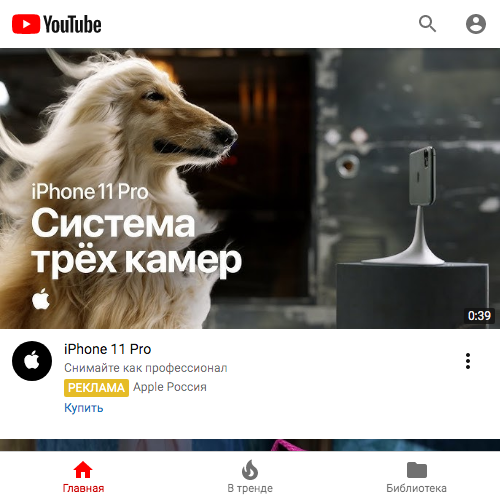 YouTube
iPhone 11 Pro
Система
трёх камер
0:39
iPhone 11 Pro
Снимайте как профессионал
РЕКЛАМА Apple Россия
Купить
Главная
В тренде
Библиотека